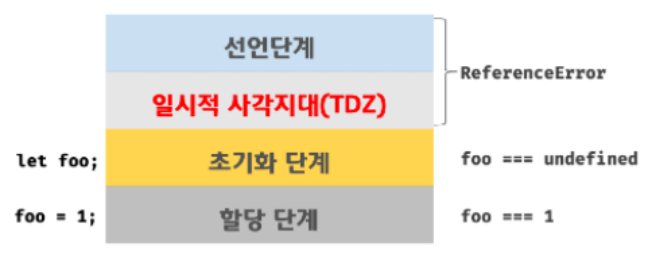 선언단계
ReferenceError
일시적 사각지대(TDZ)
let foo; 초기화 단계 foo === undefined
foo = 1; 할당 단계 foo === 1